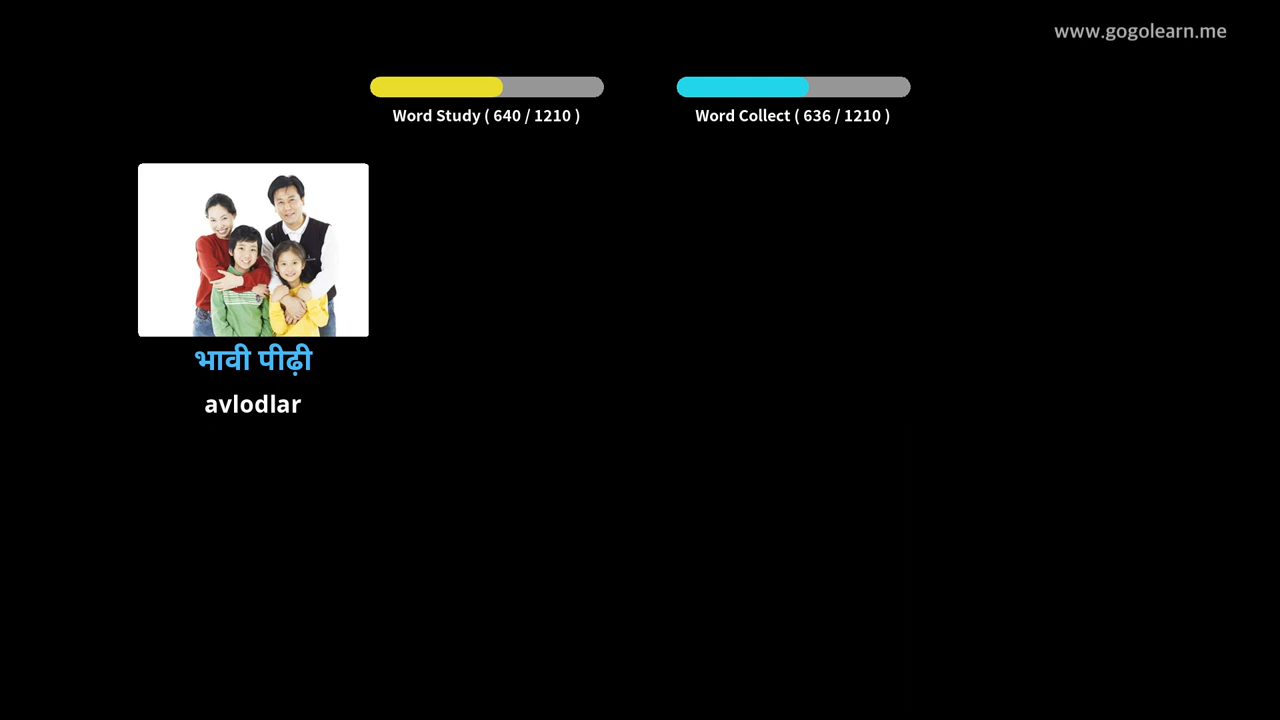 www.gogolearn.me
Word Study ( 640 / 1210 )
Word Collect ( 636 / 1210 )
भावी पीढ़ी
avlodlar